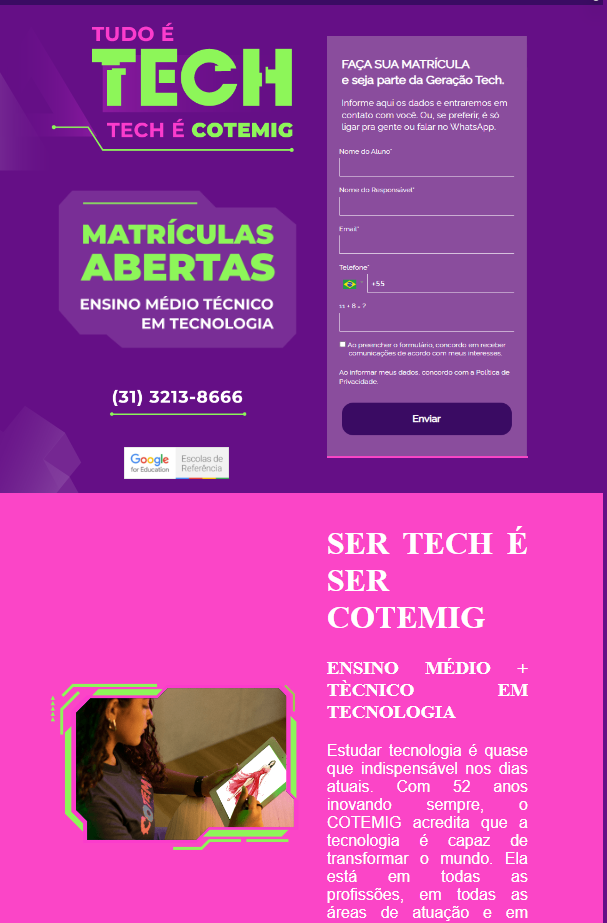 TUDO É
TECH
TECH É COTEMIG
MATRÍCULAS
ABERTAS
ENSINO MÉDIO TÉCNICO
EM TECNOLOGIA
(31) 3213-8666
Google
for Education
Escolas de
Referência
FAÇA SUA MATRÍCULA
e seja parte da Geração Tech.
Informe aqui os dados e entraremos em
contato com você. Ou, se preferir, é só
ligar pra gente ou falar no WhatsApp.
Nome do Aluno*
Nome do Responsável*
Email*
Telefone*
+55
11 + 8 = ?
Ao preencher o formulário, concordo em receber
comunicações de acordo com meus interesses.
Ao informar meus dados, concordo com a Política de
Privacidade.
Enviar
SER TECH É
SER
COTEMIG
ENSINO MÉDIO +
TÈCNICO EM
TECNOLOGIA
Estudar tecnologia é quase
que indispensável nos dias
atuais. Com 52 anos
inovando sempre, o
COTEMIG acredita que a
tecnologia é capaz de
transformar o mundo. Ela
está em todas as
profissões, em todas as
áreas de atuação e em